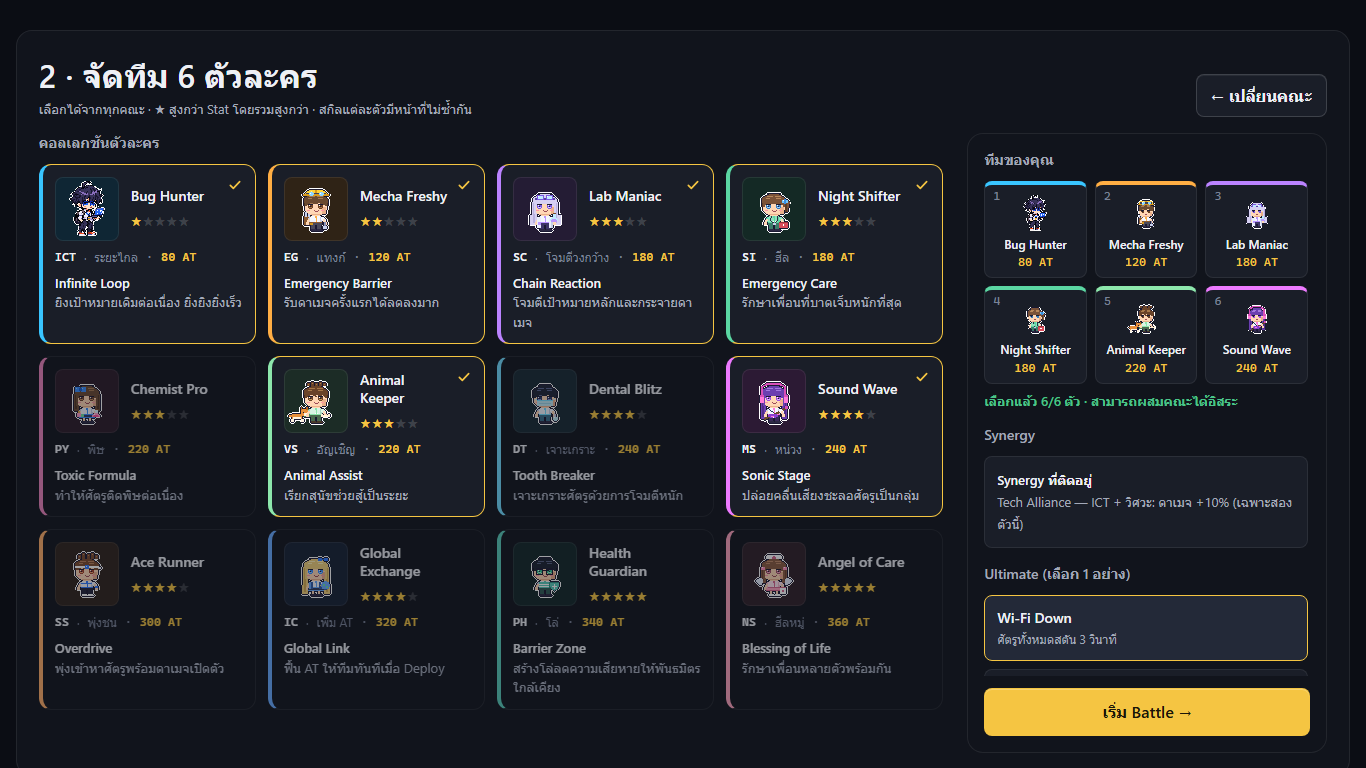 2 · จัดทีม 6 ตัวละคร
เลือกได้จากทุกคณะ · ★ สูงกว่า Stat โดยรวมสูงกว่า · สกิลแต่ละตัวมีหน้าที่ไม่ซ้ำกัน
← เปลี่ยนคณะ
คอลเลกชันตัวละคร
Bug Hunter
★★★★★
ICT · ระยะไกล · 80 AT
Infinite Loop
ยิงเป้าหมายเดิมต่อเนื่อง ยิ่งยิงยิ่งเร็ว
Mecha Freshy
★★★★★
EG · แทงก์ · 120 AT
Emergency Barrier
รับดาเมจครั้งแรกได้ลดลงมาก
Lab Maniac
★★★★★
SC · โจมตีวงกว้าง · 180 AT
Chain Reaction
โจมตีเป้าหมายหลักและกระจายดา
เมจ
Night Shifter
★★★★★
SI · ฮีล · 180 AT
Emergency Care
รักษาเพื่อนที่บาดเจ็บหนักที่สุด
Chemist Pro
★★★★★
PY · พิษ · 220 AT
Toxic Formula
ทำให้ศัตรูติดพิษต่อเนื่อง
Animal
Keeper
★★★★★
VS · อัญเชิญ · 220 AT
Animal Assist
เรียกสุนัขช่วยสู้เป็นระยะ
Dental Blitz
★★★★★
DT · เจาะเกราะ · 240 AT
Tooth Breaker
เจาะเกราะศัตรูด้วยการโจมตีหนัก
Sound Wave
★★★★★
MS · หน่วง · 240 AT
Sonic Stage
ปล่อยคลื่นเสียงชะลอศัตรูเป็นกลุ่ม
Ace Runner
★★★★★
SS · พุ่งชน · 300 AT
Overdrive
พุ่งเข้าหาศัตรูพร้อมดาเมจเปิดตัว
Global
Exchange
★★★★★
IC · เพิ่ม AT · 320 AT
Global Link
ฟื้น AT ให้ทีมทันทีเมื่อ Deploy
Health
Guardian
★★★★★
PH · โล่ · 340 AT
Barrier Zone
สร้างโล่ลดความเสียหายให้พันธมิตร
ใกล้เคียง
Angel of Care
★★★★★
NS · ฮีลหมู่ · 360 AT
Blessing of Life
รักษาเพื่อนหลายตัวพร้อมกัน
ทีมของคุณ
1
Bug Hunter
80 AT
2
Mecha Freshy
120 AT
3
Lab Maniac
180 AT
4
Night Shifter
180 AT
5
Animal Keeper
220 AT
6
Sound Wave
240 AT
เลือกแล้ว 6/6 ตัว · สามารถผสมคณะได้อิสระ
Synergy
Synergy ที่ติดอยู่
Tech Alliance — ICT + วิศวะ: ดาเมจ +10% (เฉพาะสอง
ตัวนี้)
Ultimate (เลือก 1 อย่าง)
Wi-Fi Down
ศัตรูทั้งหมดสตัน 3 วินาที
เริ่ม Battle →